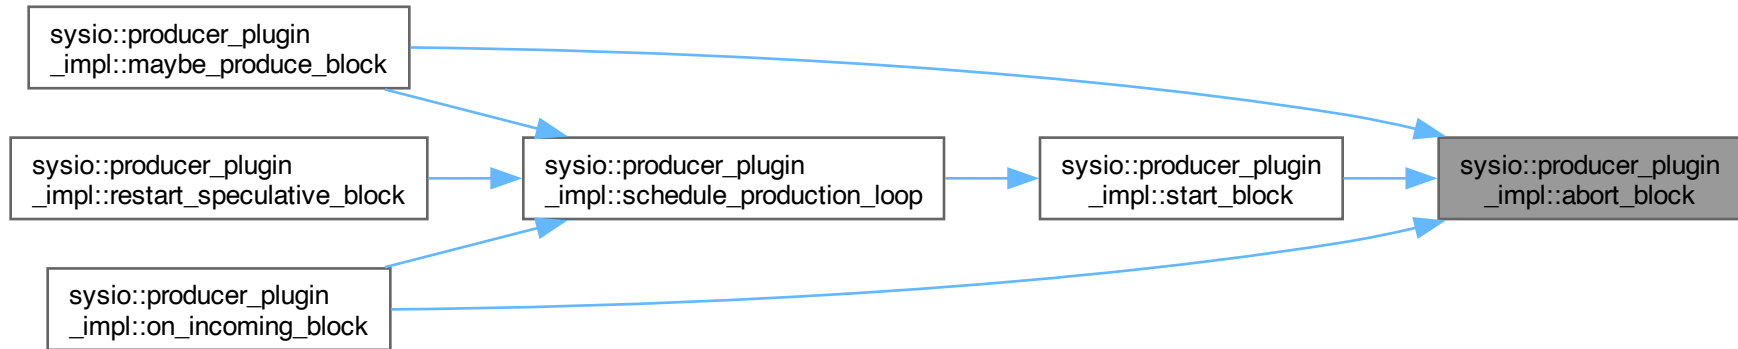 sysio::producer_plugin
_impl::maybe_produce_block
sysio::producer_plugin
_impl::restart_speculative_block
sysio::producer_plugin
_impl::schedule_production_loop
sysio::producer_plugin
_impl::start_block
sysio::producer_plugin
_impl::abort_block
sysio::producer_plugin
_impl::on_incoming_block